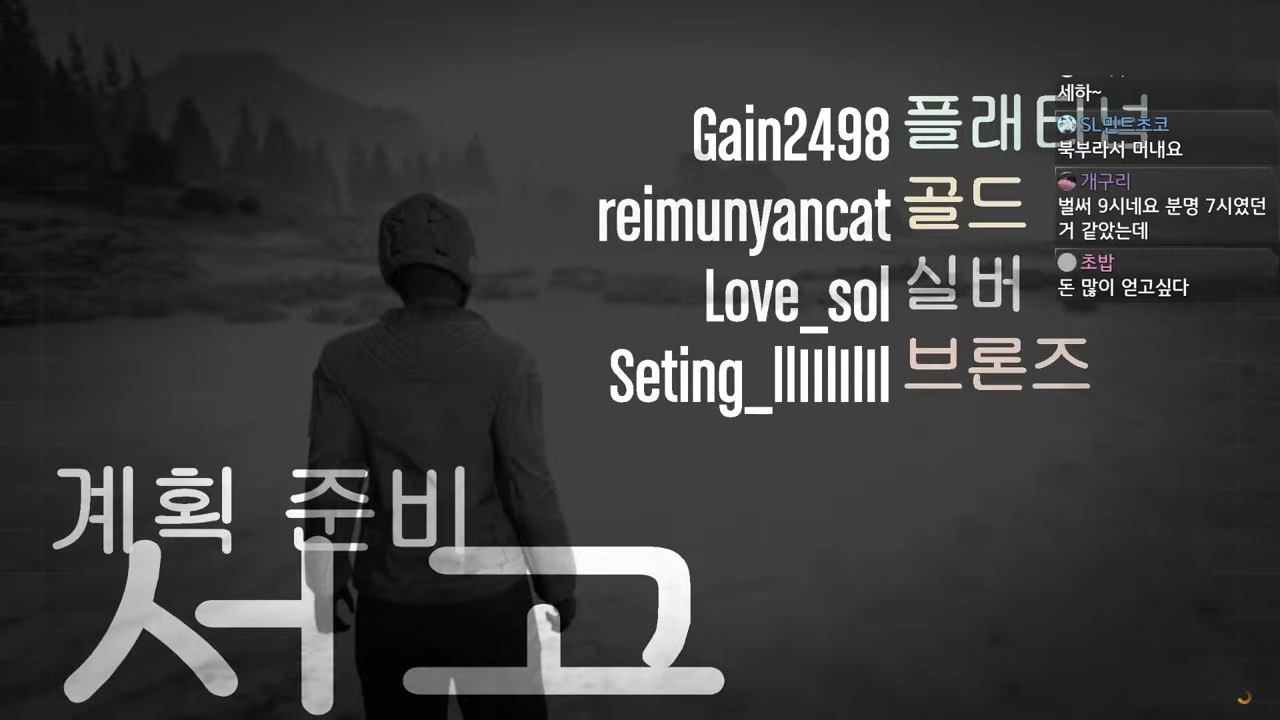 Gain2498 플래티넘
reimunyancat 골드
Love_sol 실버
Seting_lllllllll 브론즈
계획 준비
서고
세하~
SL민트초코
북부라서 머내요
개구리
벌써 9시네요 분명 7시였던
거 같았는데
초밥
돈 많이 얻고싶다